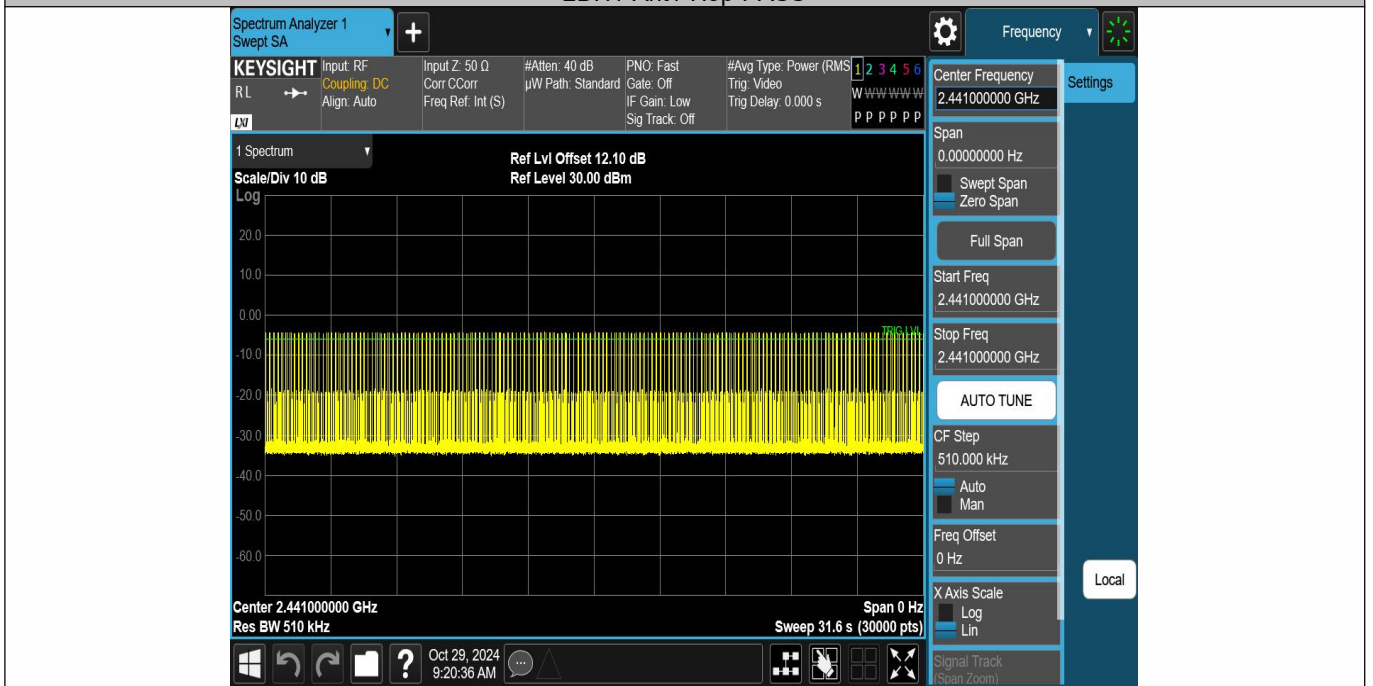 Spectrum Analyzer 1
Swept SA
Frequency
KEYSIGHT
RL
LXI
Input: RF
Coupling: DC
Align: Auto
Input Z: 50 Ω
Corr CCorr
Freq Ref: Int (S)
#Atten: 40 dB
µW Path: Standard
PNO: Fast
Gate: Off
IF Gain: Low
Sig Track: Off
#Avg Type: Power (RMS
Trig: Video
Trig Delay: 0.000 s
1 2 3 4 5 6
W W W W W W
P P P P P P
1 Spectrum
Scale/Div 10 dB
Ref Lvl Offset 12.10 dB
Ref Level 30.00 dBm
Log
20.0
10.0
0.00
-10.0
-20.0
-30.0
-40.0
-50.0
-60.0
TRIG LVL
Center 2.441000000 GHz
Res BW 510 kHz
Span 0 Hz
Sweep 31.6 s (30000 pts)
Center Frequency
2.441000000 GHz
Settings
Span
0.00000000 Hz
Swept Span
Zero Span
Full Span
Start Freq
2.441000000 GHz
Stop Freq
2.441000000 GHz
AUTO TUNE
CF Step
510.000 kHz
Auto
Man
Freq Offset
0 Hz
X Axis Scale
Log
Lin
Signal Track
(Span Zoom)
Local
?
Oct 29, 2024
9:20:36 AM